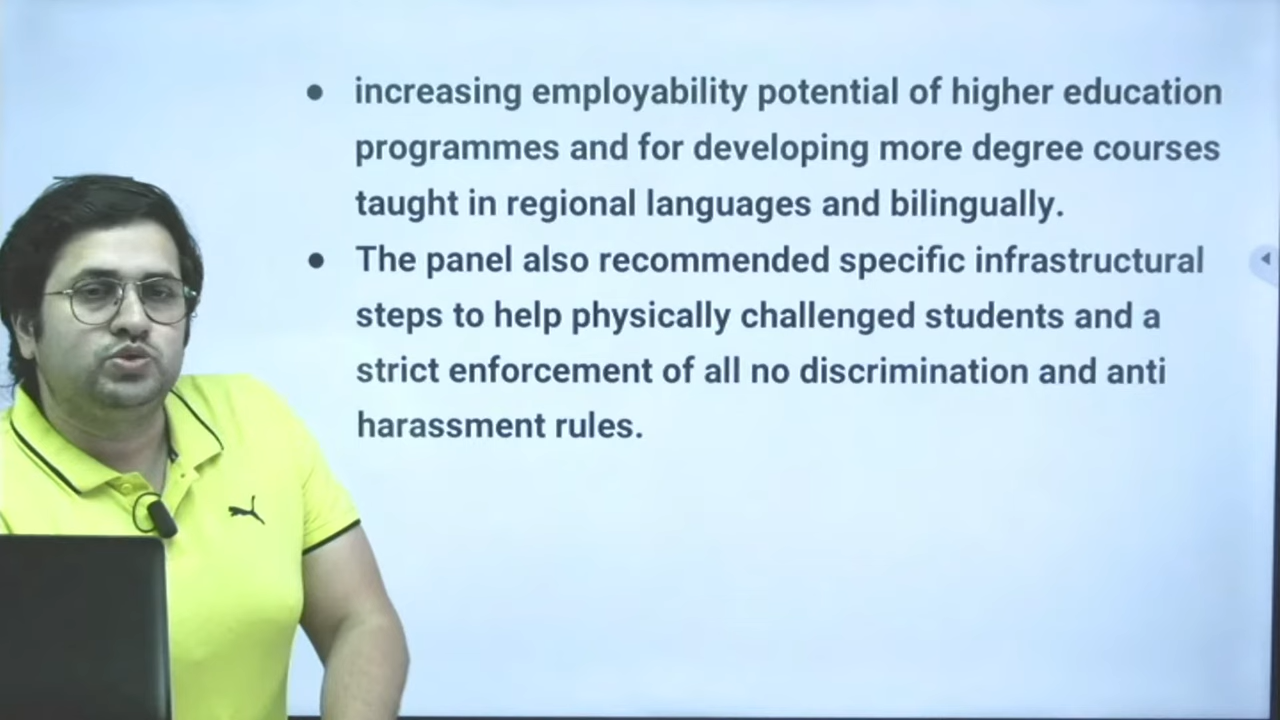 ● increasing employability potential of higher education
programmes and for developing more degree courses
taught in regional languages and bilingually.
● The panel also recommended specific infrastructural
steps to help physically challenged students and a
strict enforcement of all no discrimination and anti
harassment rules.